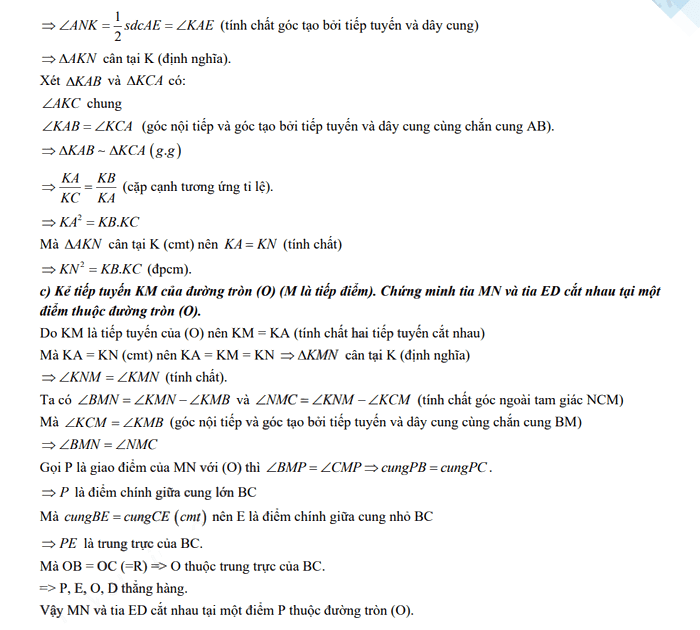 ⇒ ∠ANK = 1/2 sdcAE = ∠KAE (tính chất góc tạo bởi tiếp tuyến và dây cung)
⇒ ΔAKN cân tại K (định nghĩa).
Xét ΔKAB và ΔKCA có:
∠AKC chung
∠KAB = ∠KCA (góc nội tiếp và góc tạo bởi tiếp tuyến và dây cung cùng chắn cung AB).
⇒ ΔKAB ~ ΔKCA (g.g)
⇒ KA/KC = KB/KA (cặp cạnh tương ứng tỉ lệ).
⇒ KA² = KB.KC
Mà ΔAKN cân tại K (cmt) nên KA = KN (tính chất)
⇒ KN² = KB.KC (đpcm).
c) Kẻ tiếp tuyến KM của đường tròn (O) (M là tiếp điểm). Chứng minh tia MN và tia ED cắt nhau tại một
điểm thuộc đường tròn (O).
Do KM là tiếp tuyến của (O) nên KM = KA (tính chất hai tiếp tuyến cắt nhau)
Mà KA = KN (cmt) nên KA = KM = KN ⇒ ΔKMN cân tại K (định nghĩa)
⇒ ∠KNM = ∠KMN (tính chất).
Ta có ∠BMN = ∠KMN − ∠KMB và ∠NMC = ∠KNM − ∠KCM (tính chất góc ngoài tam giác NCM)
Mà ∠KCM = ∠KMB (góc nội tiếp và góc tạo bởi tiếp tuyến và dây cung cùng chắn cung BM)
⇒ ∠BMN = ∠NMC
Gọi P là giao điểm của MN với (O) thì ∠BMP = ∠CMP ⇒ cungPB = cungPC.
⇒ P là điểm chính giữa cung lớn BC
Mà cungBE = cungCE (cmt) nên E là điểm chính giữa cung nhỏ BC
⇒ PE là trung trực của BC.
Mà OB = OC (=R) => O thuộc trung trực của BC.
=> P, E, O, D thẳng hàng.
Vậy MN và tia ED cắt nhau tại một điểm P thuộc đường tròn (O).